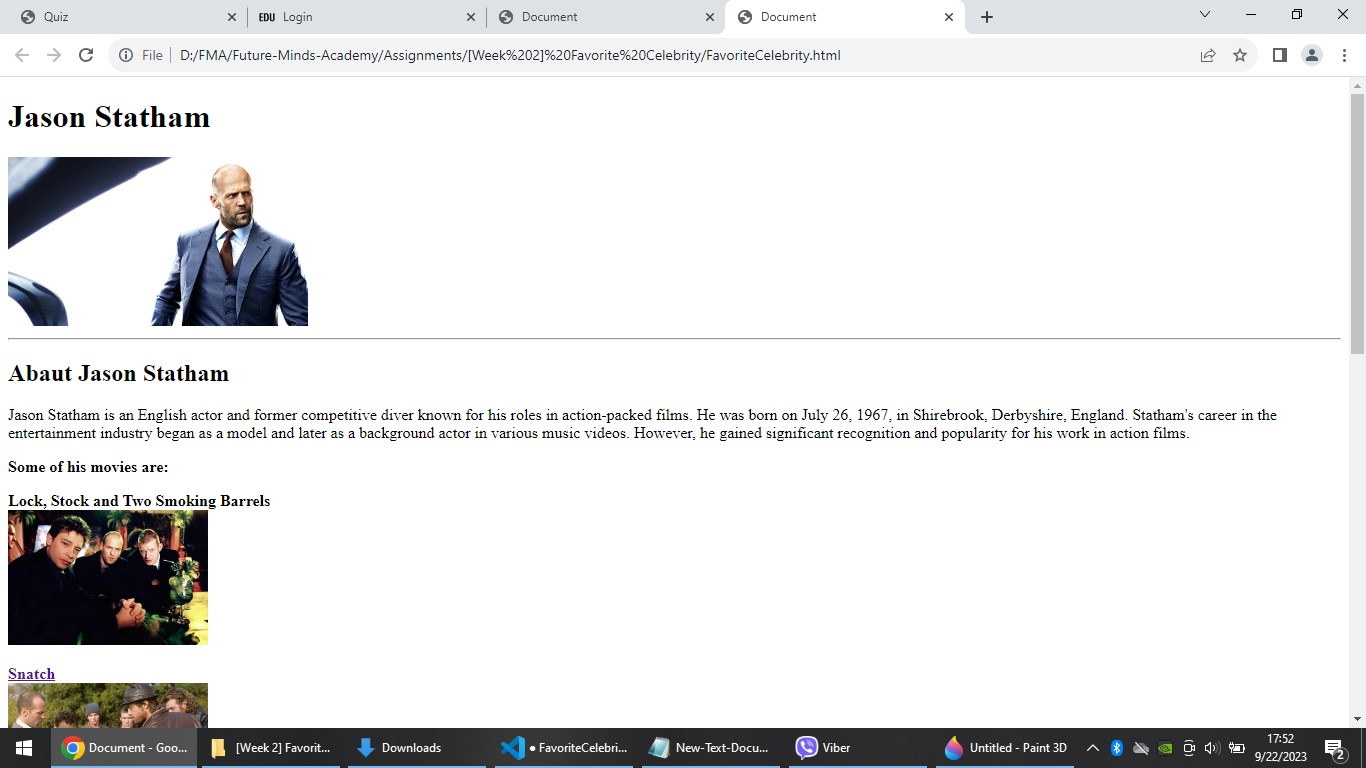 Quiz
EDU Login
Document
Document
File D:/FMA/Future-Minds-Academy/Assignments/[Week%202]%20Favorite%20Celebrity/FavoriteCelebrity.html
Jason Statham
Abaut Jason Statham
Jason Statham is an English actor and former competitive diver known for his roles in action-packed films. He was born on July 26, 1967, in Shirebrook, Derbyshire, England. Statham's career in the
entertainment industry began as a model and later as a background actor in various music videos. However, he gained significant recognition and popularity for his work in action films.
Some of his movies are:
Lock, Stock and Two Smoking Barrels
Snatch
Document - Goo...
[Week 2] Favorit...
Downloads
● FavoriteCelebri...
New-Text-Docu...
Viber
Untitled - Paint 3D
17:52
9/22/2023
2